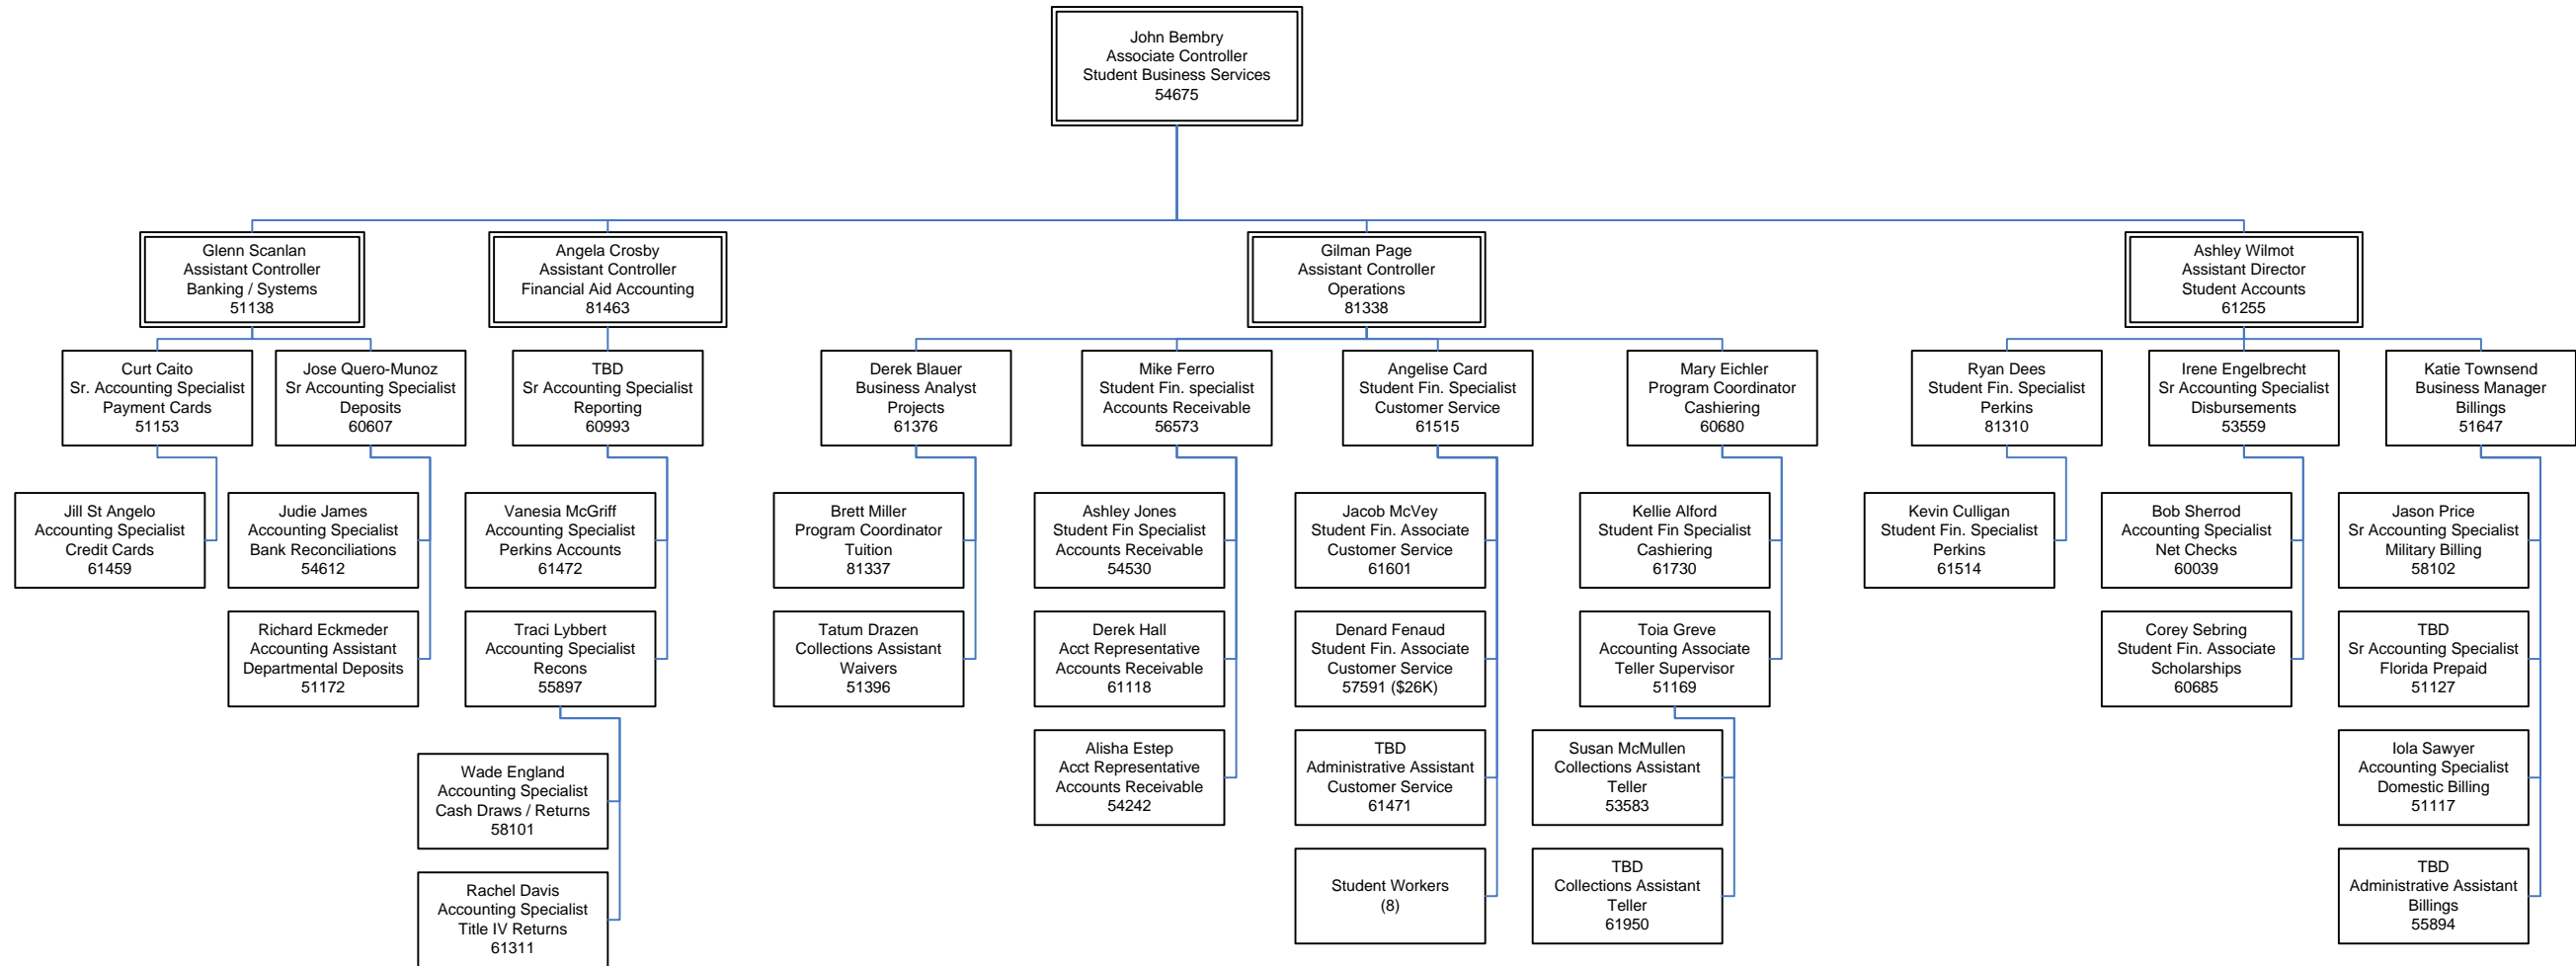 John Bembry
Associate Controller
Student Business Services
54675
Glenn Scanlan
Assistant Controller
Banking / Systems
51138
Angela Crosby
Assistant Controller
Financial Aid Accounting
81463
Gilman Page
Assistant Controller
Operations
81338
Ashley Wilmot
Assistant Director
Student Accounts
61255
Curt Caito
Sr. Accounting Specialist
Payment Cards
51153
Jose Quero-Munoz
Sr Accounting Specialist
Deposits
60607
TBD
Sr Accounting Specialist
Reporting
60993
Derek Blauer
Business Analyst
Projects
61376
Mike Ferro
Student Fin. specialist
Accounts Receivable
56573
Angelise Card
Student Fin. Specialist
Customer Service
61515
Mary Eichler
Program Coordinator
Cashiering
60680
Ryan Dees
Student Fin. Specialist
Perkins
81310
Irene Engelbrecht
Sr Accounting Specialist
Disbursements
53559
Katie Townsend
Business Manager
Billings
51647
Jill St Angelo
Accounting Specialist
Credit Cards
61459
Judie James
Accounting Specialist
Bank Reconciliations
54612
Vanesia McGriff
Accounting Specialist
Perkins Accounts
61472
Brett Miller
Program Coordinator
Tuition
81337
Ashley Jones
Student Fin Specialist
Accounts Receivable
54530
Jacob McVey
Student Fin. Associate
Customer Service
61601
Kellie Alford
Student Fin Specialist
Cashiering
61730
Kevin Culligan
Student Fin. Specialist
Perkins
61514
Bob Sherrod
Accounting Specialist
Net Checks
60039
Jason Price
Sr Accounting Specialist
Military Billing
58102
Richard Eckmeder
Accounting Assistant
Departmental Deposits
51172
Traci Lybbert
Accounting Specialist
Recons
55897
Tatum Drazen
Collections Assistant
Waivers
51396
Derek Hall
Acct Representative
Accounts Receivable
61118
Denard Fenaud
Student Fin. Associate
Customer Service
57591 ($26K)
Toia Greve
Accounting Associate
Teller Supervisor
51169
Corey Sebring
Student Fin. Associate
Scholarships
60685
TBD
Sr Accounting Specialist
Florida Prepaid
51127
Wade England
Accounting Specialist
Cash Draws / Returns
58101
Alisha Estep
Acct Representative
Accounts Receivable
54242
TBD
Administrative Assistant
Customer Service
61471
Susan McMullen
Collections Assistant
Teller
53583
Iola Sawyer
Accounting Specialist
Domestic Billing
51117
Rachel Davis
Accounting Specialist
Title IV Returns
61311
Student Workers
(8)
TBD
Collections Assistant
Teller
61950
TBD
Administrative Assistant
Billings
55894